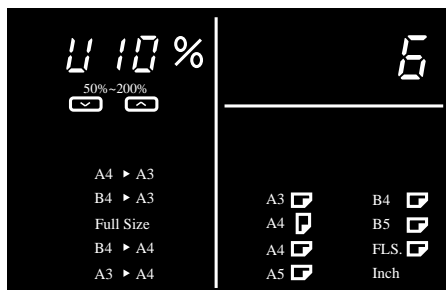 U10%
50%~200%
A4 ▸ A3
B4 ▸ A3
Full Size
B4 ▸ A4
A3 ▸ A4
6
A3
A4
A4
A5
B4
B5
FLS.
Inch